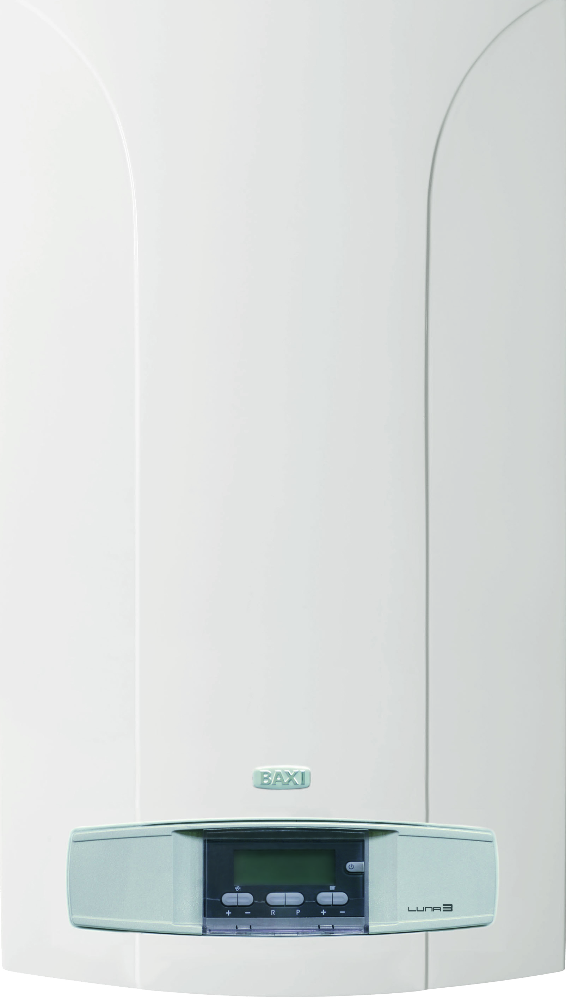 BAXI
+ − R P + −
LUNA3